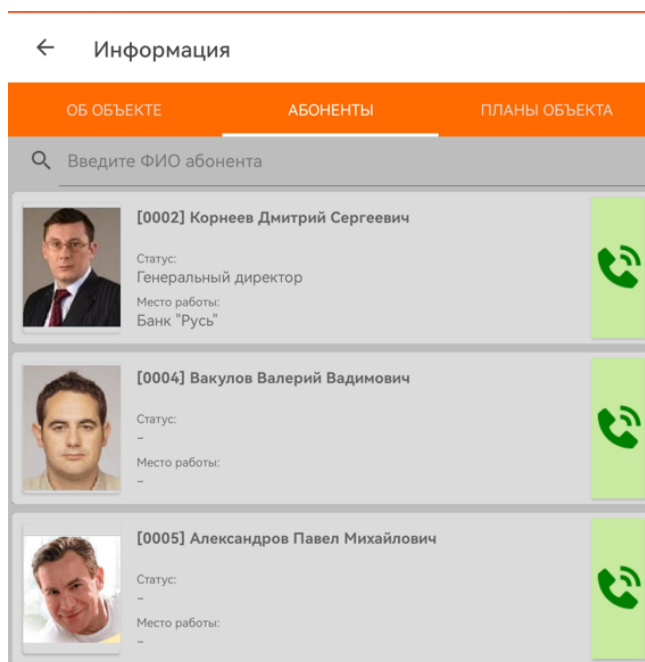 Информация
ОБ ОБЪЕКТЕ АБОНЕНТЫ ПЛАНЫ ОБЪЕКТА
Введите ФИО абонента
[0002] Корнеев Дмитрий Сергеевич
Статус:
Генеральный директор
Место работы:
Банк "Русь"
[0004] Вакулов Валерий Вадимович
Статус:
–
Место работы:
–
[0005] Александров Павел Михайлович
Статус:
–
Место работы:
–